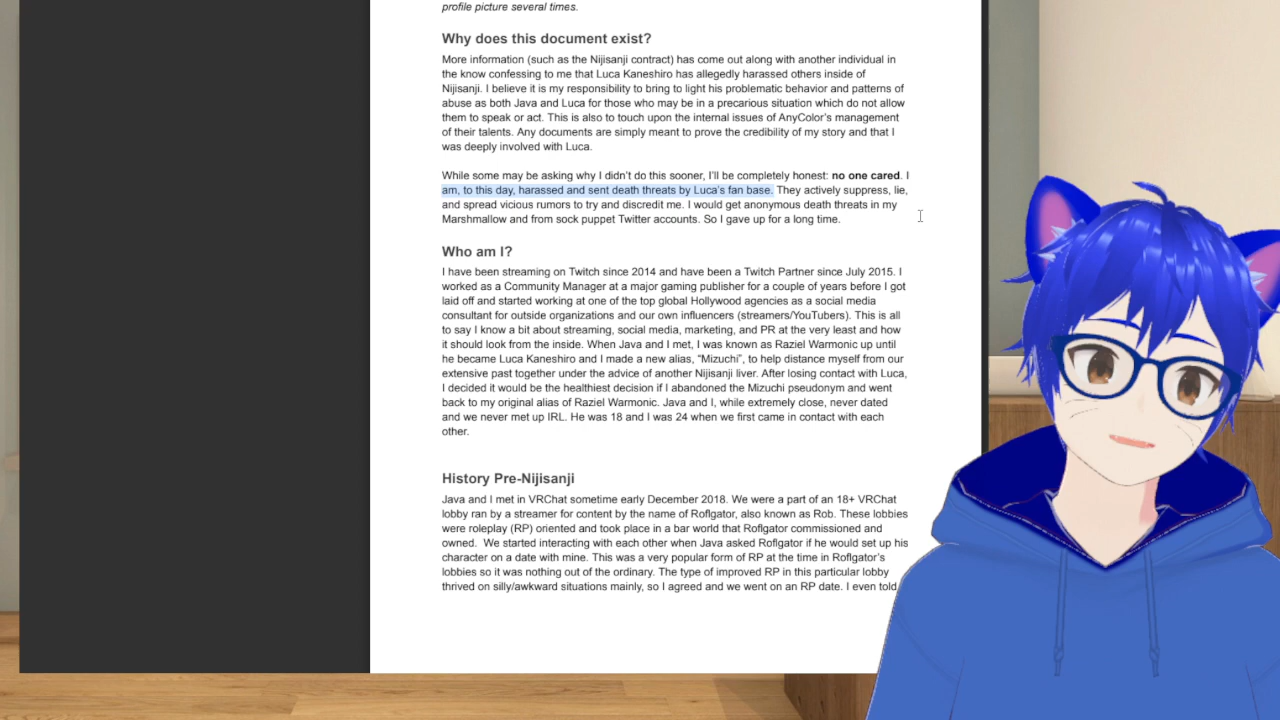 profile picture several times.
Why does this document exist?
More information (such as the Nijisanji contract) has come out along with another individual in
the know confessing to me that Luca Kaneshiro has allegedly harassed others inside of
Nijisanji. I believe it is my responsibility to bring to light his problematic behavior and patterns of
abuse as both Java and Luca for those who may be in a precarious situation which do not allow
them to speak or act. This is also to touch upon the internal issues of AnyColor's management
of their talents. Any documents are simply meant to prove the credibility of my story and that I
was deeply involved with Luca.
While some may be asking why I didn't do this sooner, I'll be completely honest: no one cared. I
am, to this day, harassed and sent death threats by Luca's fan base. They actively suppress, lie,
and spread vicious rumors to try and discredit me. I would get anonymous death threats in my
Marshmallow and from sock puppet Twitter accounts. So I gave up for a long time.
Who am I?
I have been streaming on Twitch since 2014 and have been a Twitch Partner since July 2015. I
worked as a Community Manager at a major gaming publisher for a couple of years before I got
laid off and started working at one of the top global Hollywood agencies as a social media
consultant for outside organizations and our own influencers (streamers/YouTubers). This is all
to say I know a bit about streaming, social media, marketing, and PR at the very least and how
it should look from the inside. When Java and I met, I was known as Raziel Warmonic up until
he became Luca Kaneshiro and I made a new alias, "Mizuchi", to help distance myself from our
extensive past together under the advice of another Nijisanji liver. After losing contact with Luca,
I decided it would be the healthiest decision if I abandoned the Mizuchi pseudonym and went
back to my original alias of Raziel Warmonic. Java and I, while extremely close, never dated
and we never met up IRL. He was 18 and I was 24 when we first came in contact with each
other.
History Pre-Nijisanji
Java and I met in VRChat sometime early December 2018. We were a part of an 18+ VRChat
lobby ran by a streamer for content by the name of Roflgator, also known as Rob. These lobbies
were roleplay (RP) oriented and took place in a bar world that Roflgator commissioned and
owned. We started interacting with each other when Java asked Roflgator if he would set up his
character on a date with mine. This was a very popular form of RP at the time in Roflgator's
lobbies so it was nothing out of the ordinary. The type of improved RP in this particular lobby
thrived on silly/awkward situations mainly, so I agreed and we went on an RP date. I even told